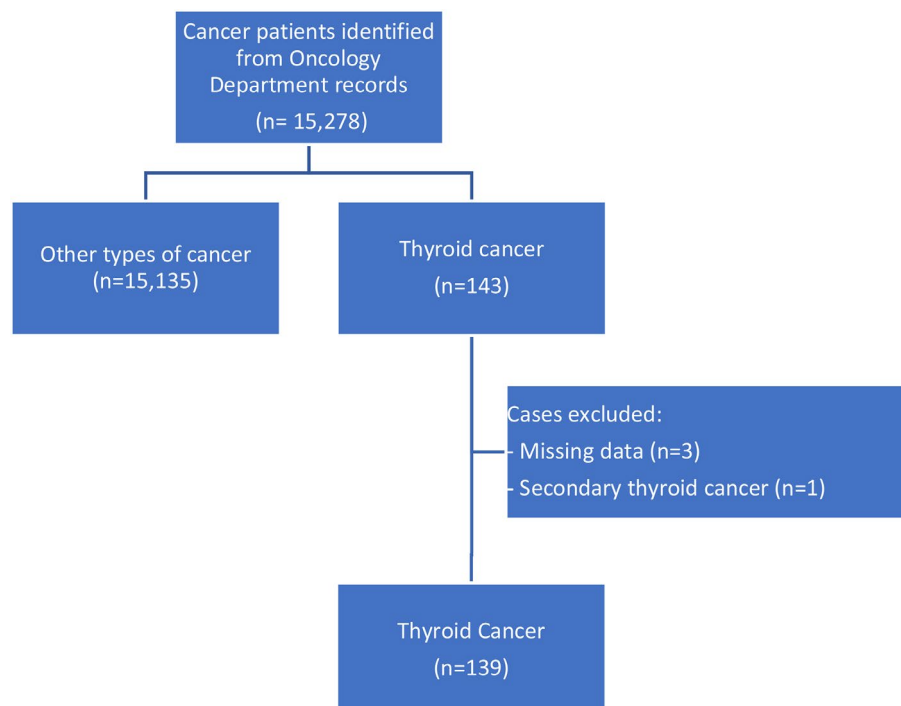 Cancer patients identified
from Oncology
Department records
(n= 15,278)
Other types of cancer
(n=15,135)
Thyroid cancer
(n=143)
Cases excluded:
- Missing data (n=3)
- Secondary thyroid cancer (n=1)
Thyroid Cancer
(n=139)